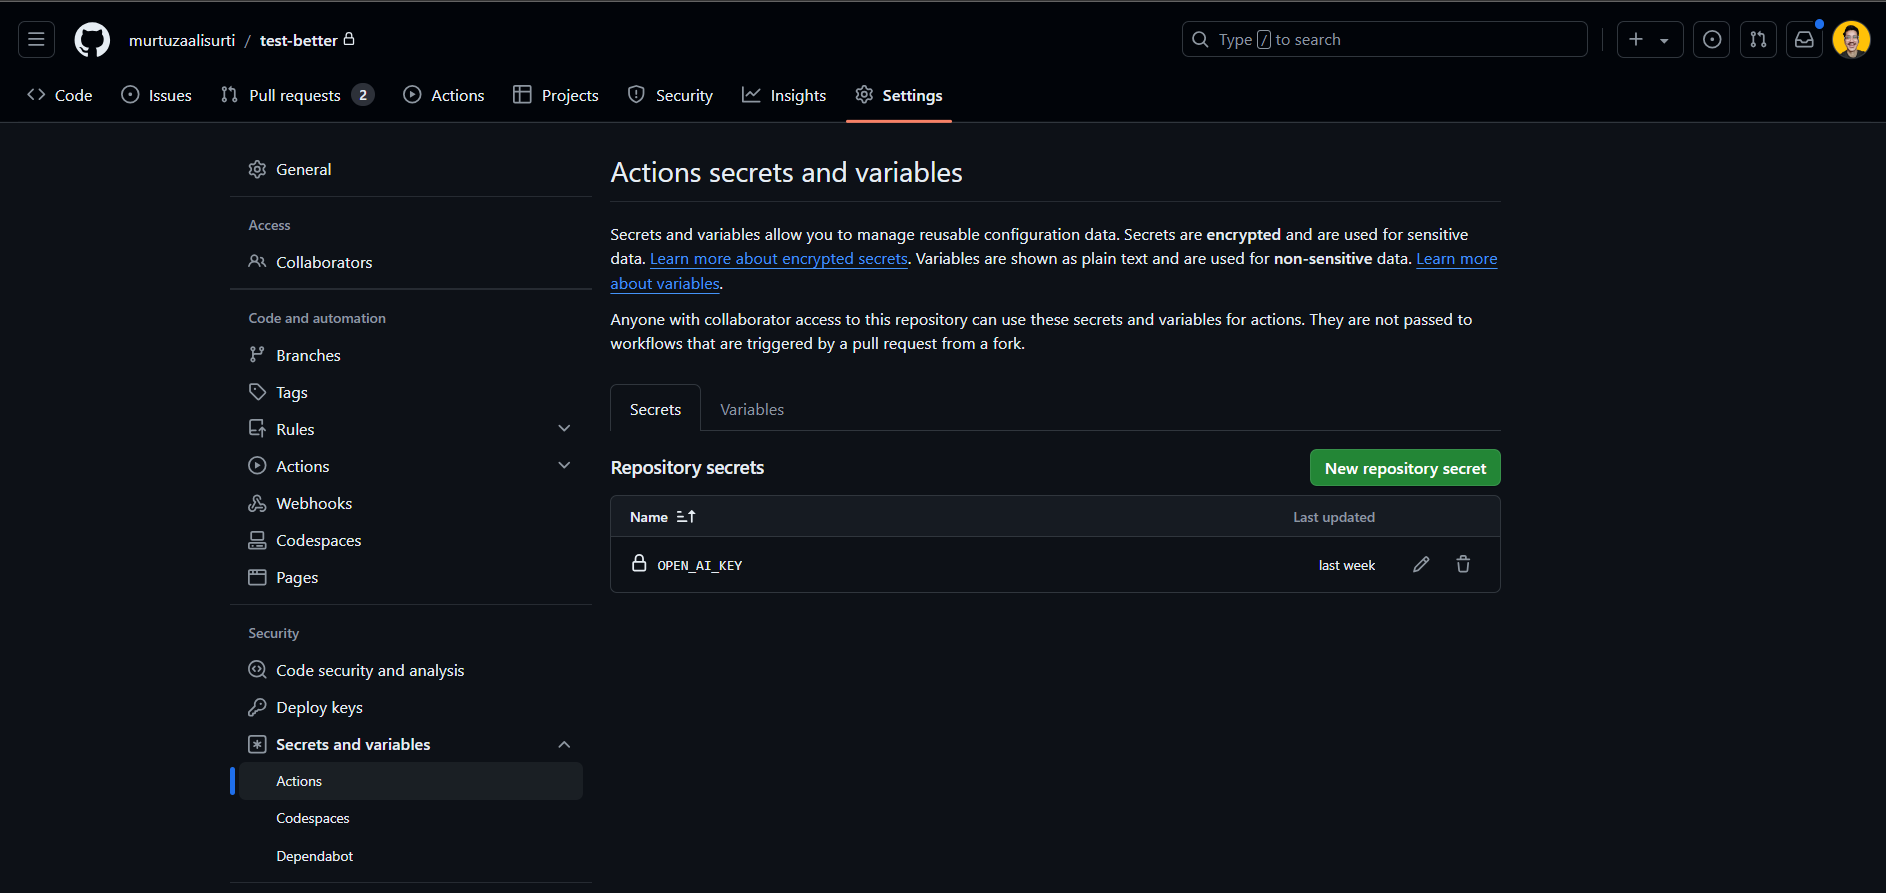 murtuzaalisurti / test-better
Type / to search
Code
Issues
Pull requests 2
Actions
Projects
Security
Insights
Settings
General
Access
Collaborators
Code and automation
Branches
Tags
Rules
Actions
Webhooks
Codespaces
Pages
Security
Code security and analysis
Deploy keys
Secrets and variables
Actions
Codespaces
Dependabot
Actions secrets and variables
Secrets and variables allow you to manage reusable configuration data. Secrets are encrypted and are used for sensitive
data. Learn more about encrypted secrets. Variables are shown as plain text and are used for non-sensitive data. Learn more
about variables.
Anyone with collaborator access to this repository can use these secrets and variables for actions. They are not passed to
workflows that are triggered by a pull request from a fork.
Secrets
Variables
Repository secrets
New repository secret
Name
Last updated
OPEN_AI_KEY
last week